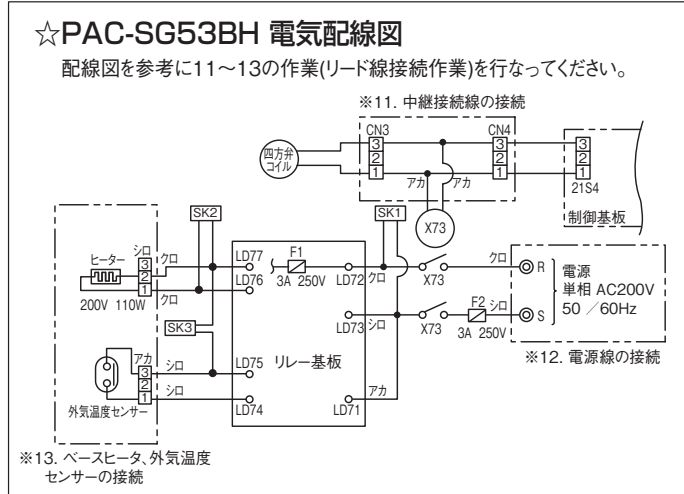 ☆PAC-SG53BH 電気配線図
配線図を参考に11～13の作業(リード線接続作業)を行なってください。
※11. 中継接続線の接続
CN3
CN4
四方弁
コイル
3
2
1
3
2
1
3
2
1
アカ
アカ
21S4
制御基板
X73
SK2
SK1
シロ
ヒーター
3
2
1
クロ
クロ
200V 110W
LD77
LD76
F1
3A 250V
LD72
クロ
X73
クロ
R
電源
単相 AC200V
50 ／60Hz
SK3
LD73
シロ
X73
F2
シロ
3A 250V
S
※12. 電源線の接続
アカ
3
2
1
シロ
シロ
LD75
リレー基板
外気温度センサー
LD74
アカ
LD71
※13. ベースヒータ、外気温度
センサーの接続